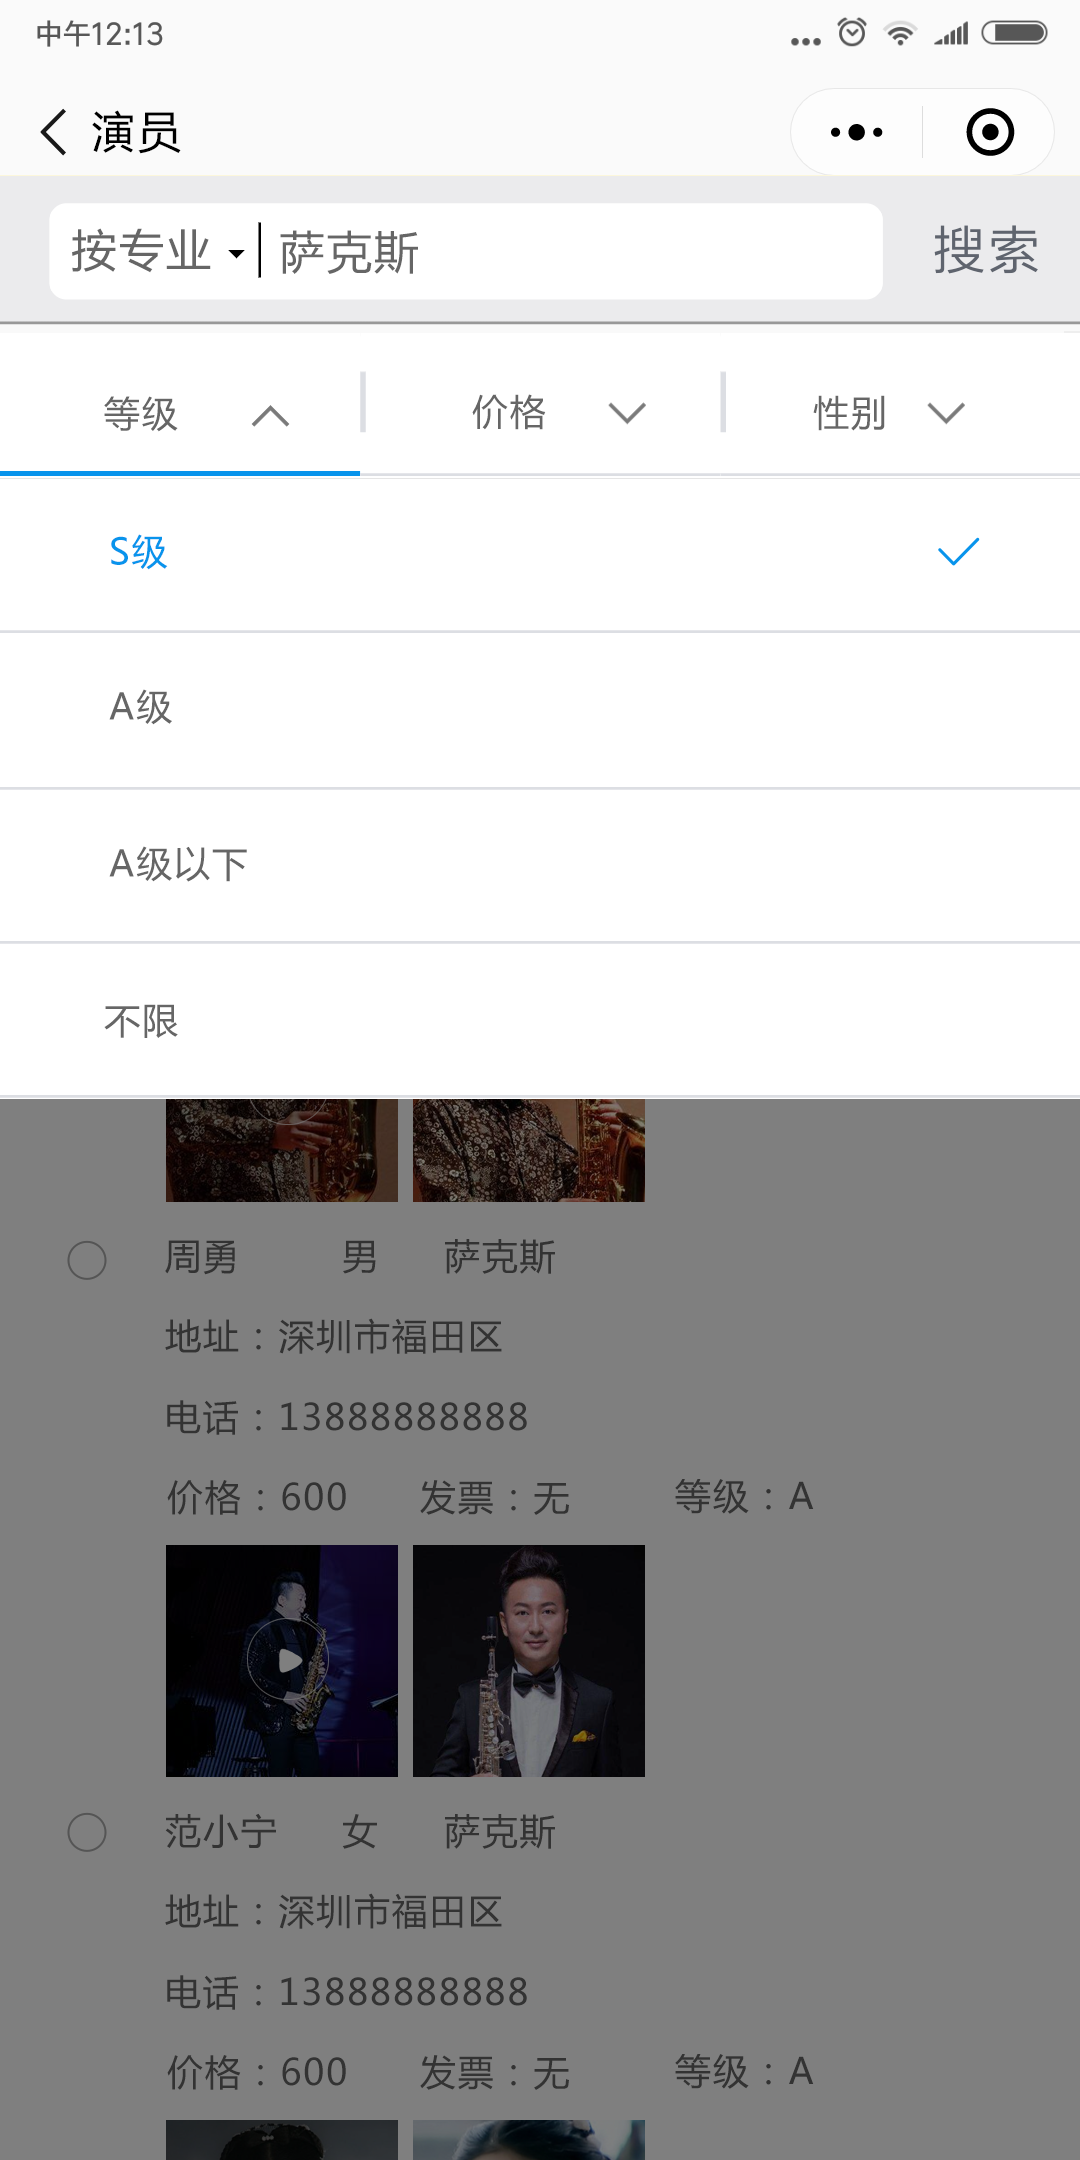 中午12:13
演员
按专业 萨克斯 搜索
等级 价格 性别
S级
A级
A级以下
不限
周勇 男 萨克斯
地址：深圳市福田区
电话：13888888888
价格：600 发票：无 等级：A
范小宁 女 萨克斯
地址：深圳市福田区
电话：13888888888
价格：600 发票：无 等级：A